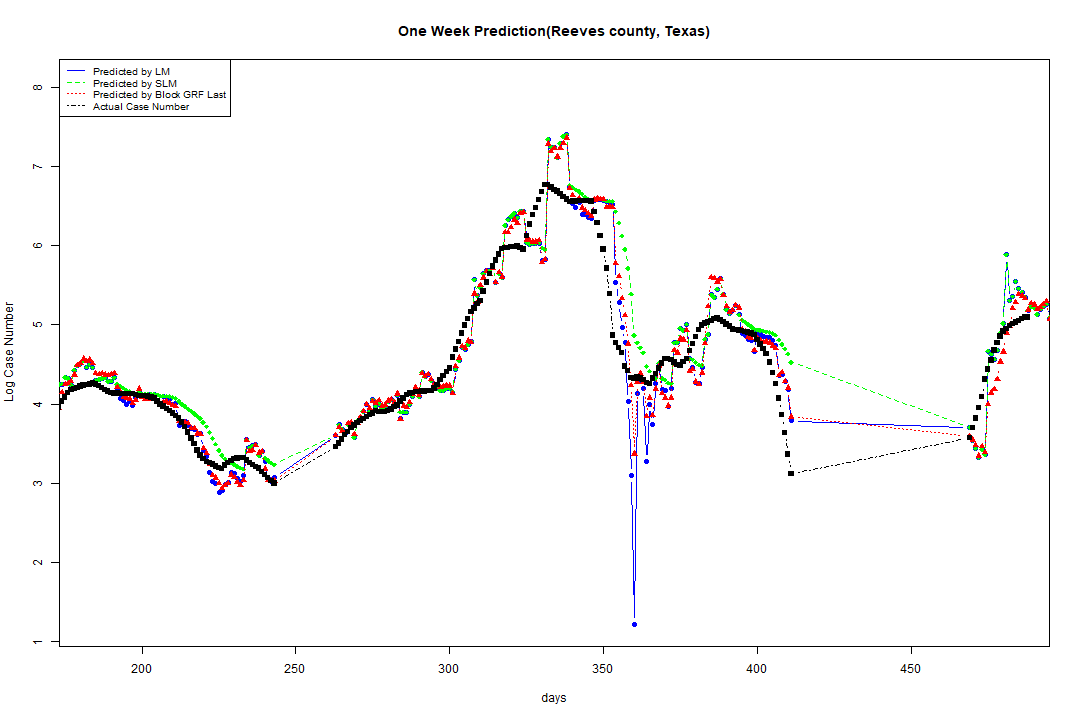 One Week Prediction(Reeves county, Texas)
Predicted by LM
Predicted by SLM
Predicted by Block GRF Last
Actual Case Number
Log Case Number
8
7
6
5
4
3
2
1
200 250 300 350 400 450
days